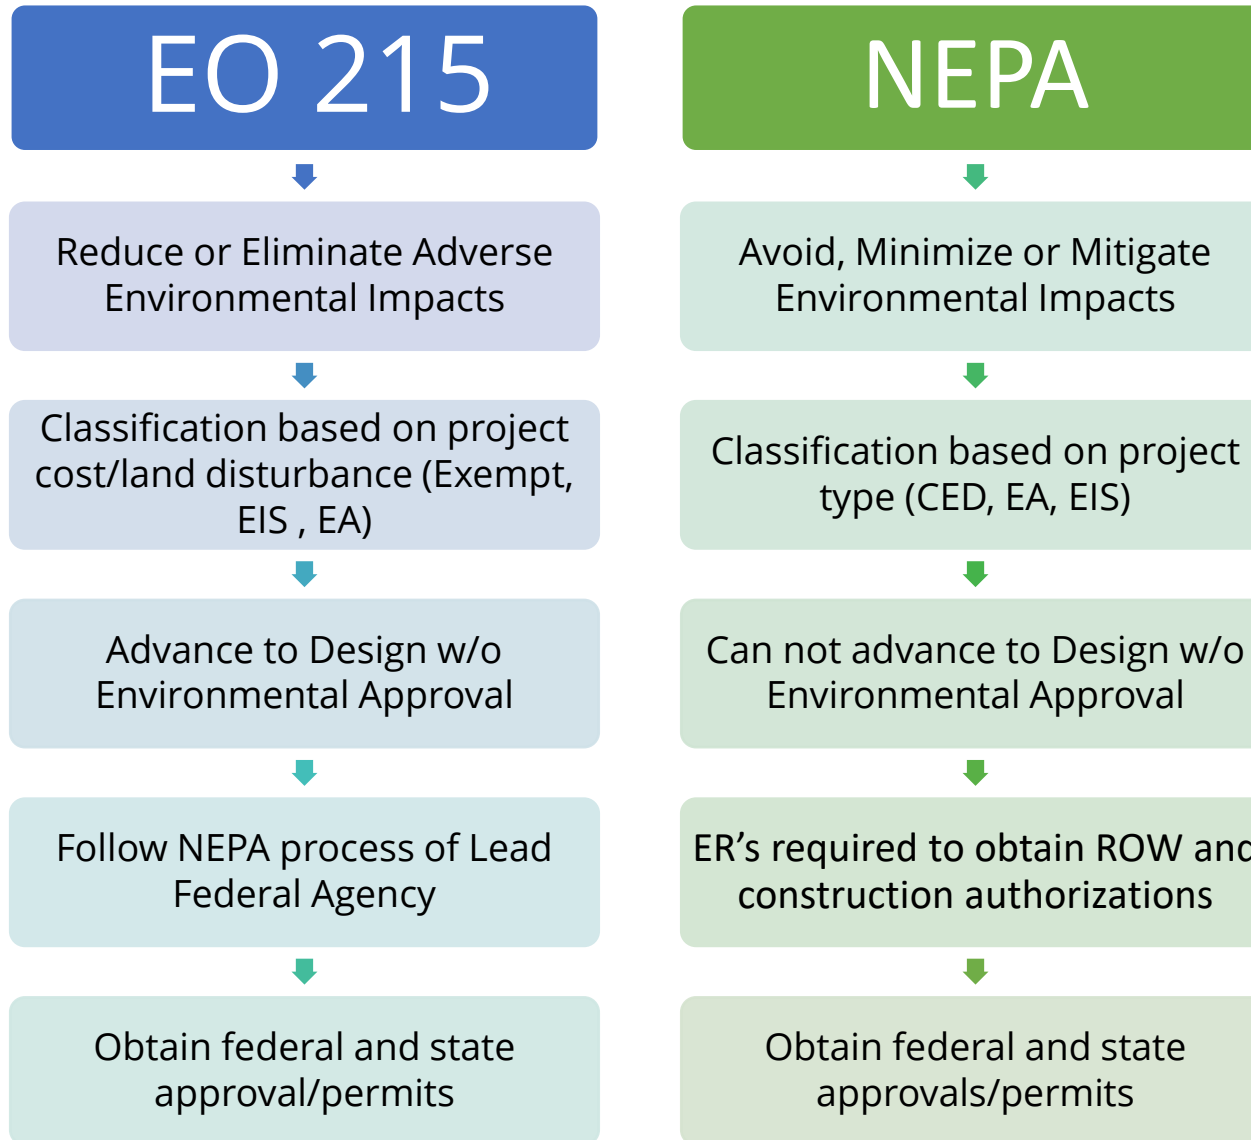 EO 215
Reduce or Eliminate Adverse
Environmental Impacts
Classification based on project
cost/land disturbance (Exempt,
EIS , EA)
Advance to Design w/o
Environmental Approval
Follow NEPA process of Lead
Federal Agency
Obtain federal and state
approval/permits
NEPA
Avoid, Minimize or Mitigate
Environmental Impacts
Classification based on project
type (CED, EA, EIS)
Can not advance to Design w/o
Environmental Approval
ER’s required to obtain ROW and
construction authorizations
Obtain federal and state
approvals/permits